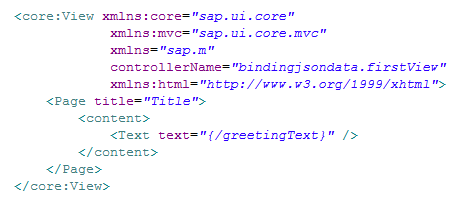 <core:View xmlns:core="sap.ui.core"
xmlns:mvc="sap.ui.core.mvc"
xmlns="sap.m"
controllerName="bindingjsondata.firstView"
xmlns:html="http://www.w3.org/1999/xhtml">
<Page title="Title">
<content>
<Text text="{/greetingText}" />
</content>
</Page>
</core:View>